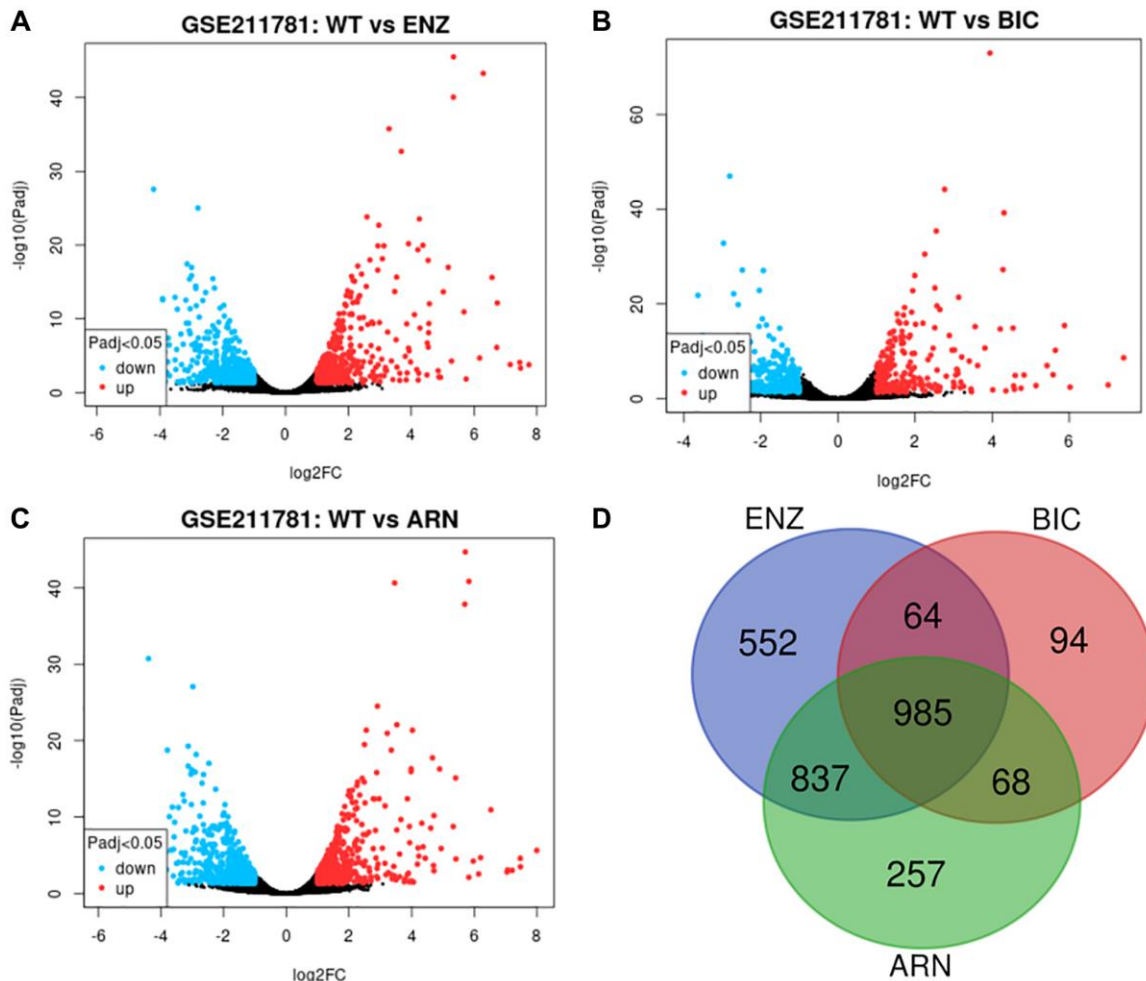 A
GSE211781: WT vs ENZ
-log10(Padj)
40
30
20
10
0
Padj<0.05
down
up
-6 -4 -2 0 2 4 6 8
log2FC
B
GSE211781: WT vs BIC
-log10(Padj)
60
40
20
0
Padj<0.05
down
up
-4 -2 0 2 4 6
log2FC
C
GSE211781: WT vs ARN
-log10(Padj)
40
30
20
10
0
Padj<0.05
down
up
-6 -4 -2 0 2 4 6 8
log2FC
D
ENZ BIC
552 64 94
985
837 68
257
ARN